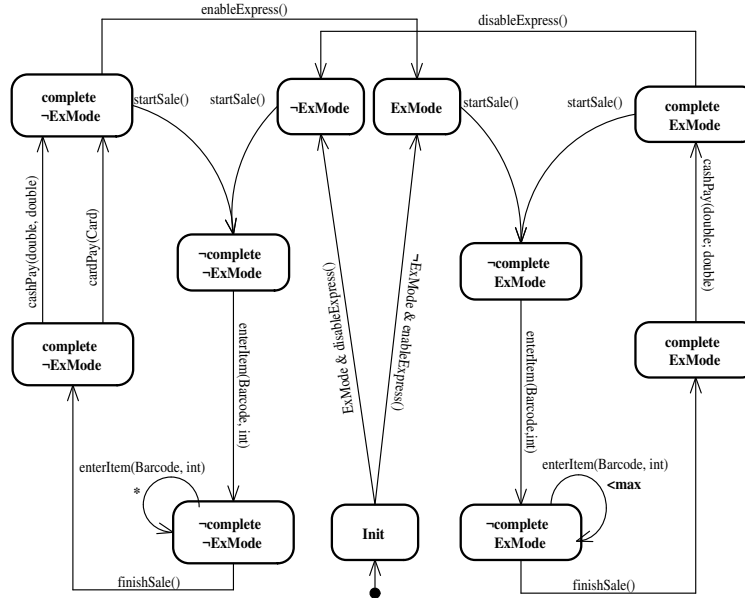 enableExpress()
disableExpress()
complete
¬ExMode
startSale()
startSale()
¬ExMode
ExMode
startSale()
startSale()
complete
ExMode
cashPay(double, double)
cardPay(Card)
cashPay(double; double)
¬complete
¬ExMode
¬complete
ExMode
ExMode & disableExpress()
¬ExMode & enableExpress()
complete
¬ExMode
enterItem(Barcode, int)
enterItem(Barcode,int)
complete
ExMode
enterItem(Barcode, int)
*
¬complete
¬ExMode
Init
enterItem(Barcode, int)
<max
¬complete
ExMode
finishSale()
finishSale()